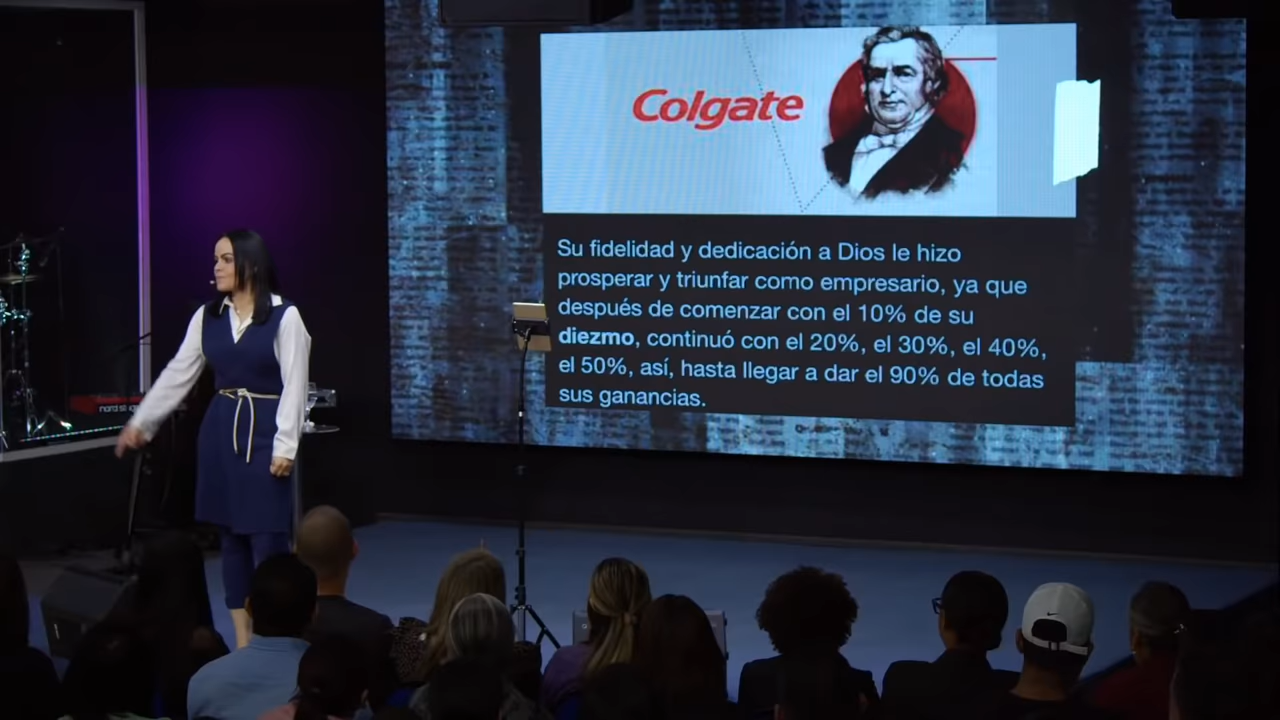 Colgate
Su fidelidad y dedicación a Dios le hizo
prosperar y triunfar como empresario, ya que
después de comenzar con el 10% de su
diezmo, continuó con el 20%, el 30%, el 40%,
el 50%, así, hasta llegar a dar el 90% de todas
sus ganancias.